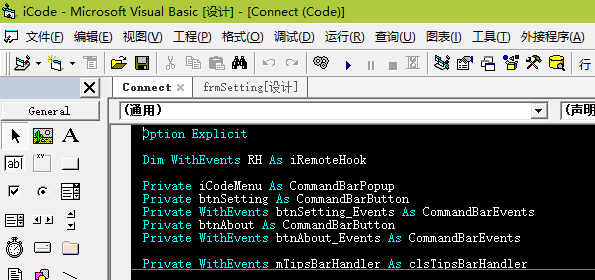 iCode - Microsoft Visual Basic [设计] - [Connect (Code)]
文件(F) 编辑(E) 视图(V) 工程(P) 格式(O) 调试(D) 运行(R) 查询(U) 图表(I) 工具(T) 外接程序(A)
行
Connect × frmSetting[设计]
General
(通用) (声明
A
ab
xy
Option Explicit
Dim WithEvents RH As iRemoteHook
Private iCodeMenu As CommandBarPopup
Private btnSetting As CommandBarButton
Private WithEvents btnSetting_Events As CommandBarEvents
Private btnAbout As CommandBarButton
Private WithEvents btnAbout_Events As CommandBarEvents
Private WithEvents mTipsBarHandler As clsTipsBarHandler